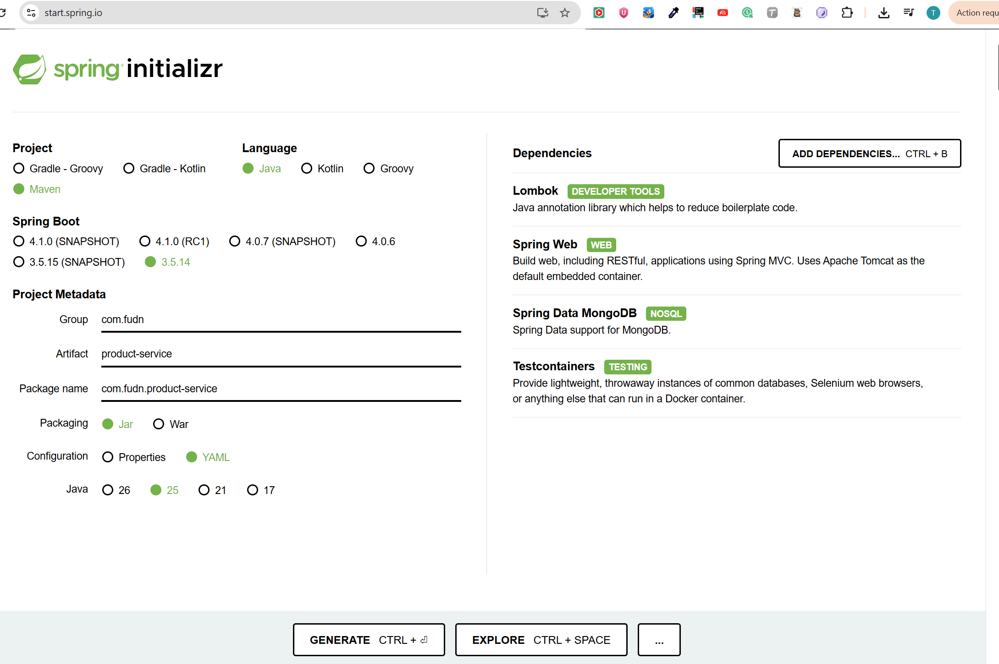 start.spring.io
T
Action requ
spring initializr
Project
Gradle - Groovy
Gradle - Kotlin
Maven
Language
Java
Kotlin
Groovy
Spring Boot
4.1.0 (SNAPSHOT)
4.1.0 (RC1)
4.0.7 (SNAPSHOT)
4.0.6
3.5.15 (SNAPSHOT)
3.5.14
Project Metadata
Group com.fudn
Artifact product-service
Package name com.fudn.product-service
Packaging Jar War
Configuration Properties YAML
Java 26 25 21 17
Dependencies
ADD DEPENDENCIES... CTRL + B
Lombok DEVELOPER TOOLS
Java annotation library which helps to reduce boilerplate code.
Spring Web WEB
Build web, including RESTful, applications using Spring MVC. Uses Apache Tomcat as the
default embedded container.
Spring Data MongoDB NOSQL
Spring Data support for MongoDB.
Testcontainers TESTING
Provide lightweight, throwaway instances of common databases, Selenium web browsers,
or anything else that can run in a Docker container.
GENERATE CTRL + ⏎
EXPLORE CTRL + SPACE
...